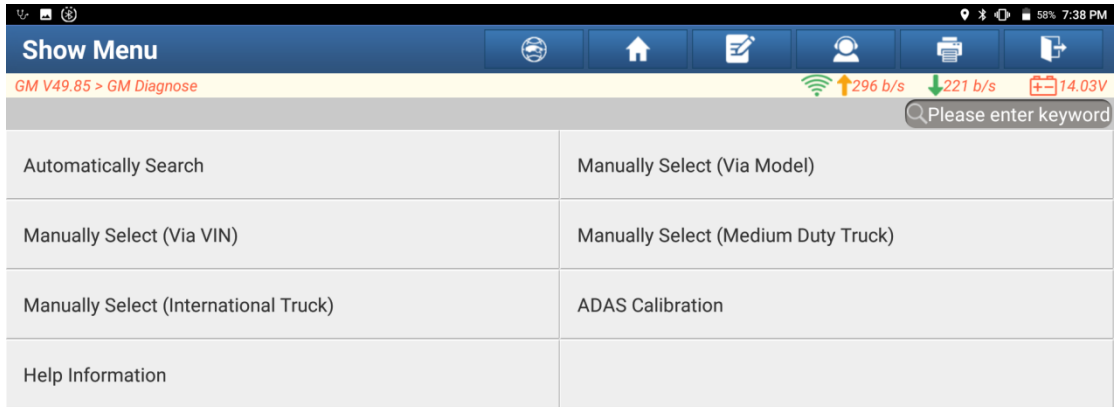 58% 7:38 PM
Show Menu
GM V49.85 > GM Diagnose 296 b/s 221 b/s 14.03V
Please enter keyword
Automatically Search Manually Select (Via Model)
Manually Select (Via VIN) Manually Select (Medium Duty Truck)
Manually Select (International Truck) ADAS Calibration
Help Information